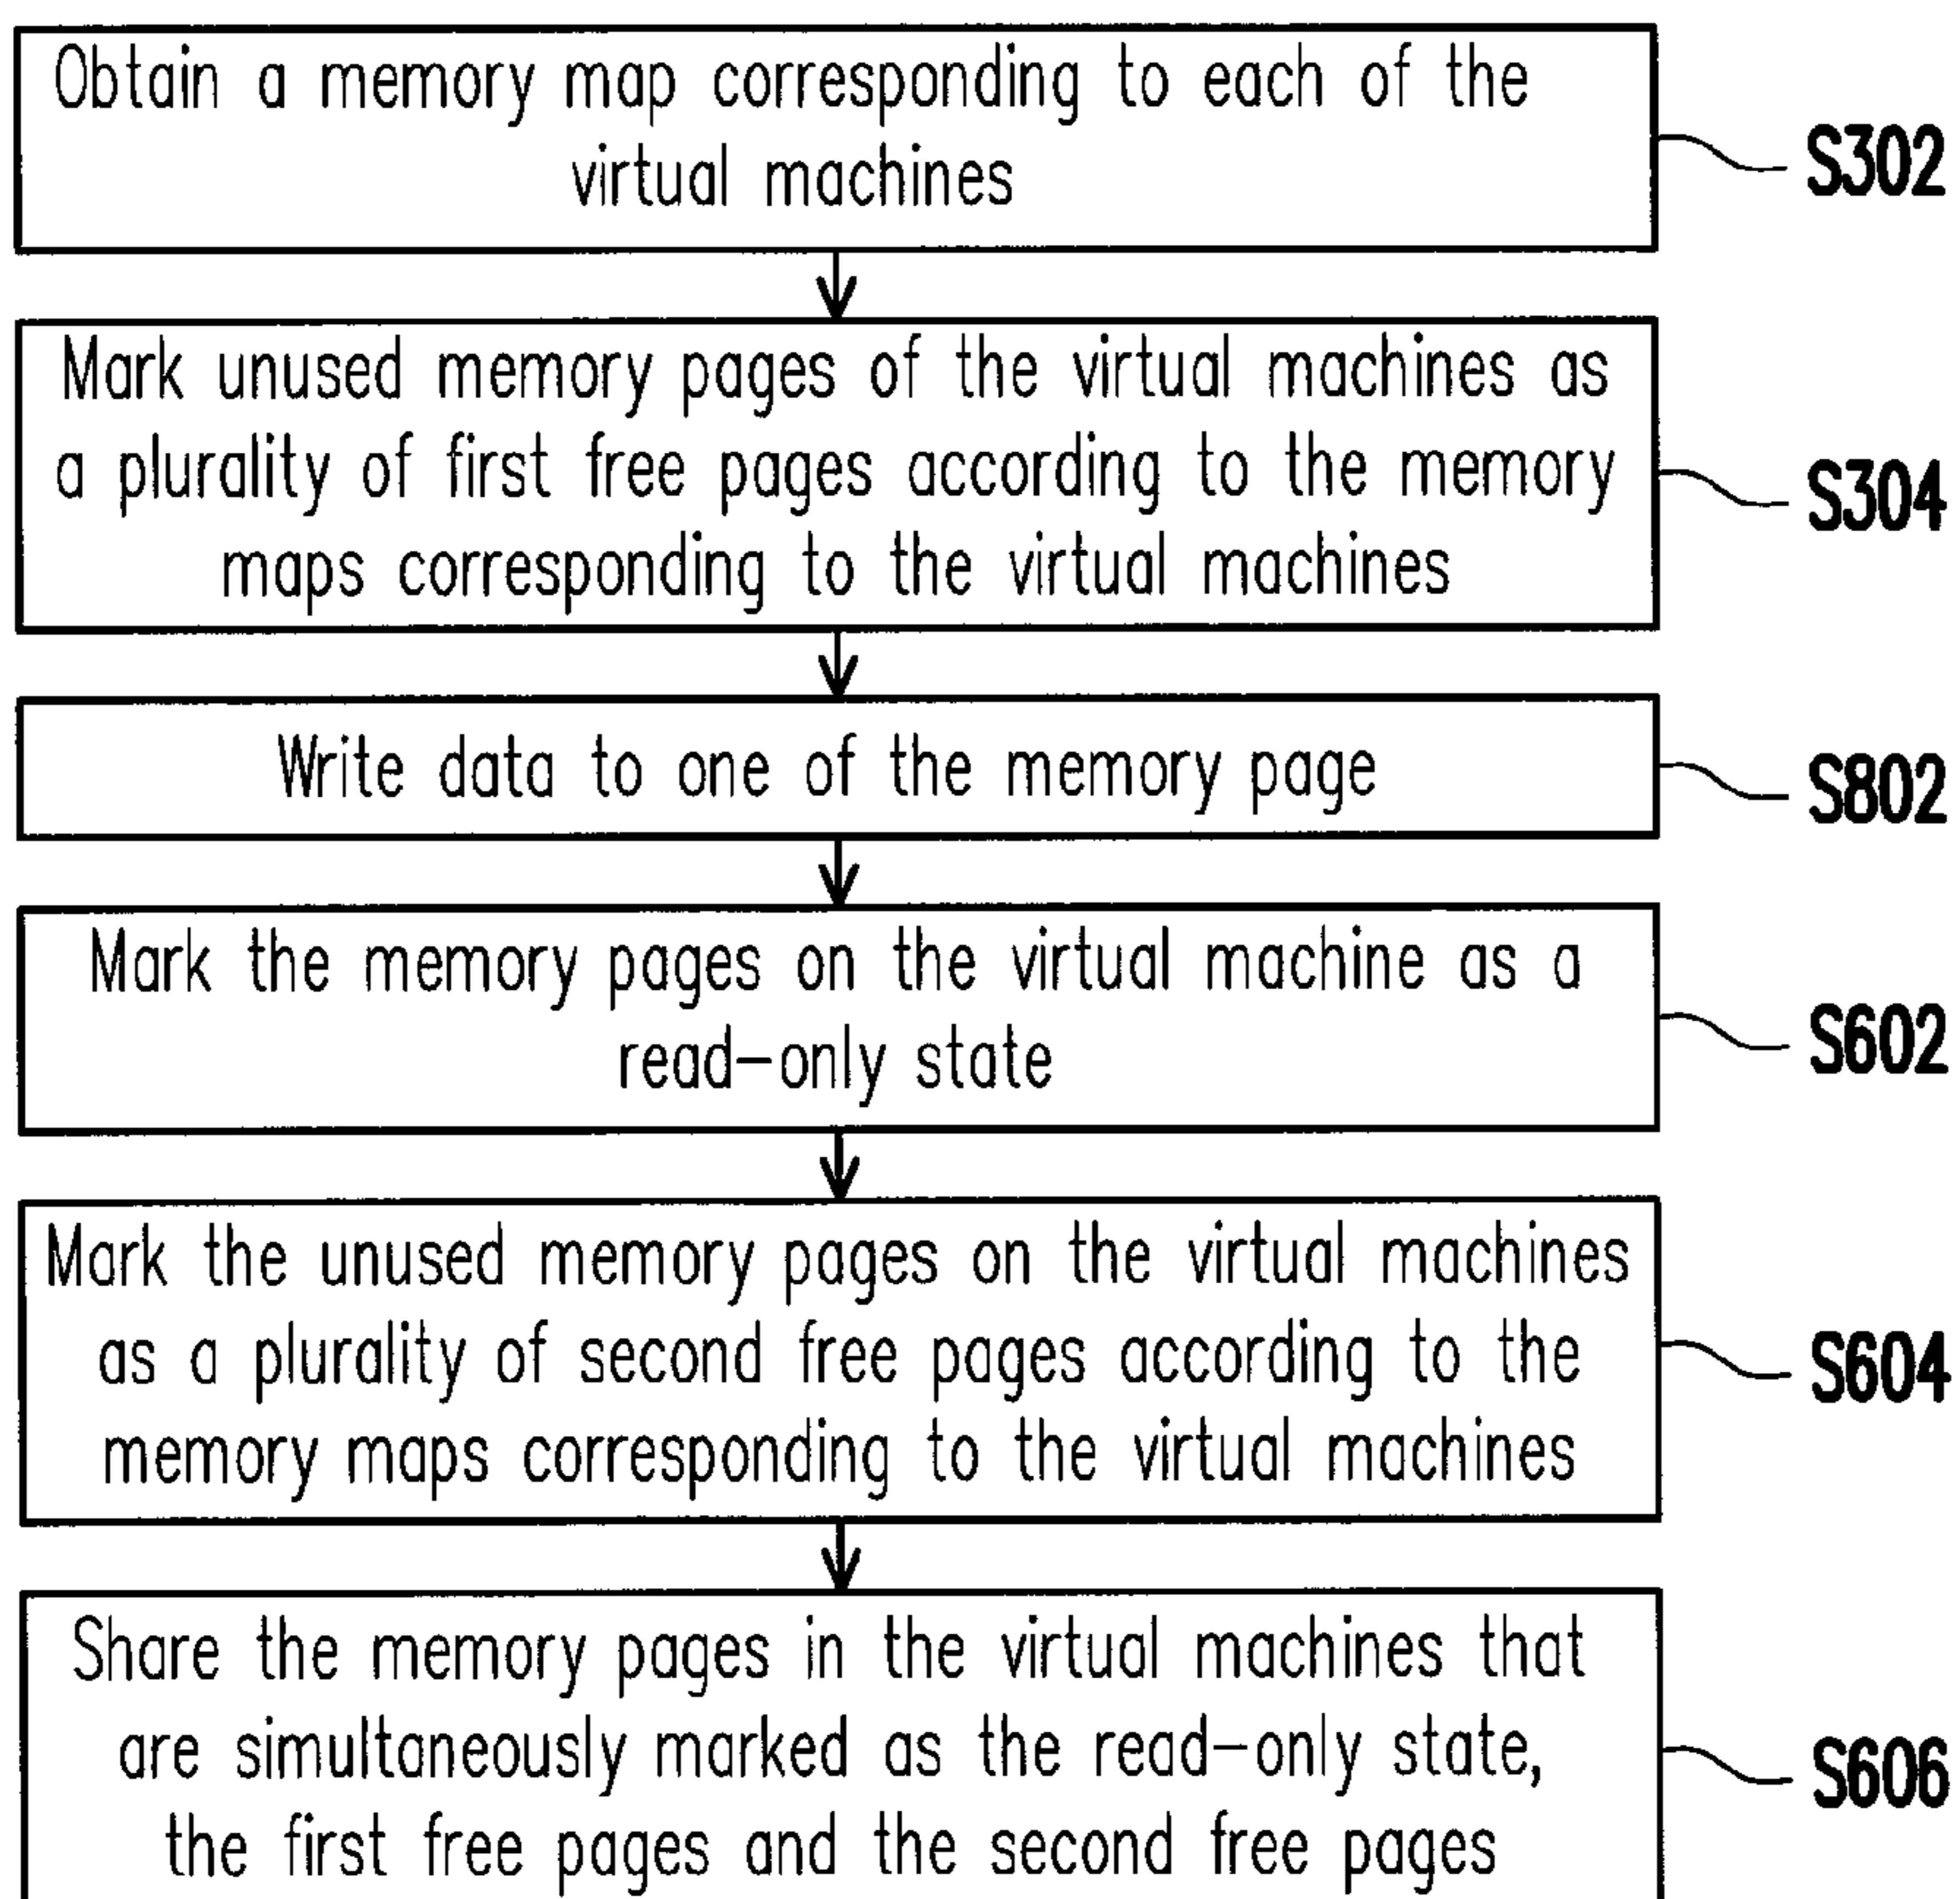 Obtain a memory map corresponding to each of the
virtual machines
S302
Mark unused memory pages of the virtual machines as
a plurality of first free pages according to the memory
maps corresponding to the virtual machines
S304
Write data to one of the memory page
S802
Mark the memory pages on the virtual machine as a
read-only state
S602
Mark the unused memory pages on the virtual machines
as a plurality of second free pages according to the
memory maps corresponding to the virtual machines
S604
Share the memory pages in the virtual machines that
are simultaneously marked as the read-only state,
the first free pages and the second free pages
S606